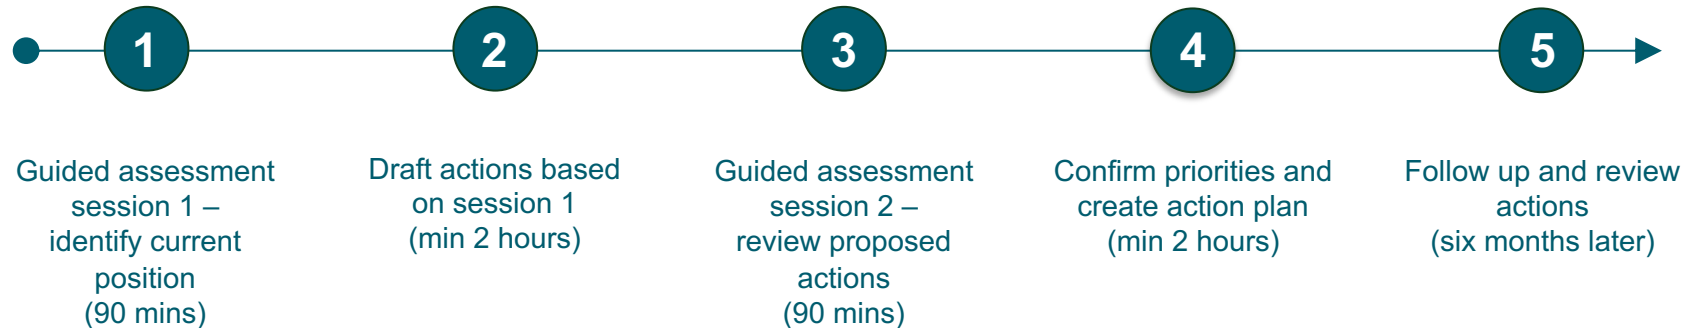 1
2
3
4
5
Guided assessment
session 1 –
identify current
position
(90 mins)
Draft actions based
on session 1
(min 2 hours)
Guided assessment
session 2 –
review proposed
actions
(90 mins)
Confirm priorities and
create action plan
(min 2 hours)
Follow up and review
actions
(six months later)